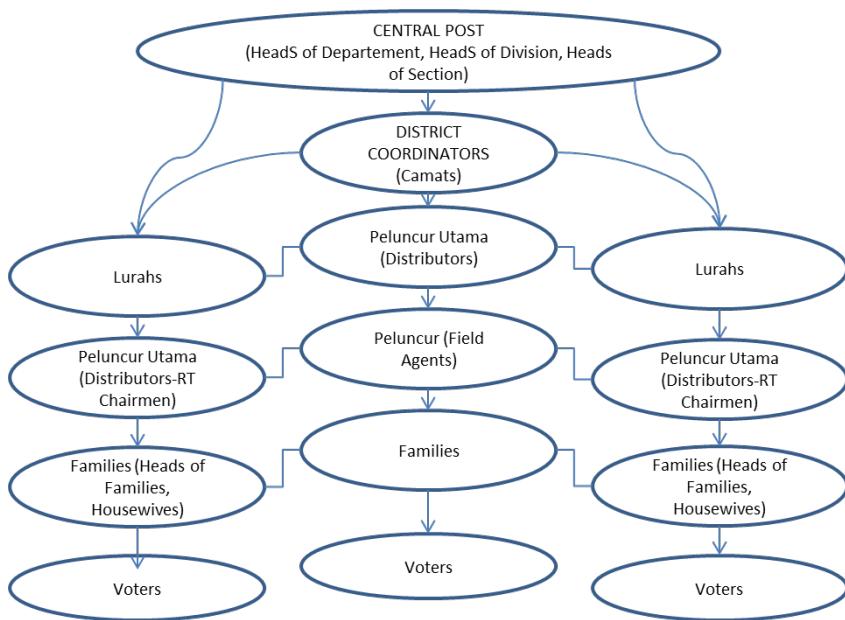 CENTRAL POST
(HeadS of Departement, HeadS of Division, Heads
of Section)
DISTRICT
COORDINATORS
(Camats)
Peluncur Utama
(Distributors)
Lurahs
Lurahs
Peluncur (Field
Agents)
Peluncur Utama
(Distributors-RT
Chairmen)
Peluncur Utama
(Distributors-RT
Chairmen)
Families
Families (Heads of
Families,
Housewives)
Families (Heads of
Families,
Housewives)
Voters
Voters
Voters